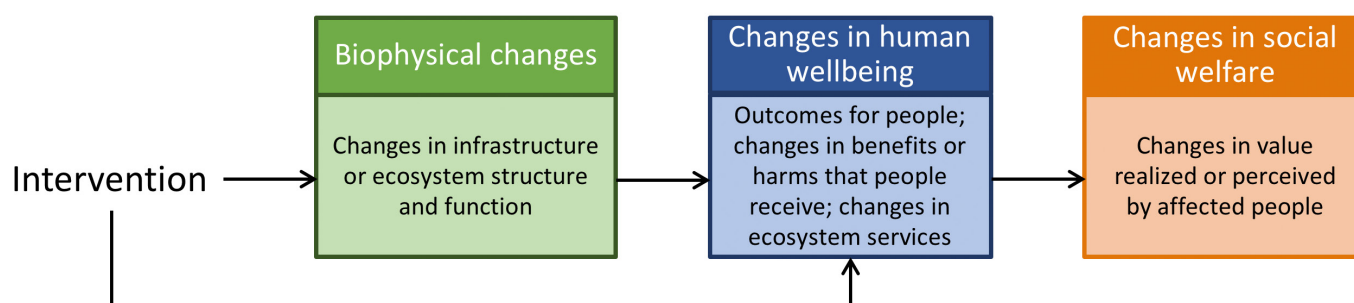 Intervention
Biophysical changes
Changes in infrastructure
or ecosystem structure
and function
Changes in human
wellbeing
Outcomes for people;
changes in benefits or
harms that people
receive; changes in
ecosystem services
Changes in social
welfare
Changes in value
realized or perceived
by affected people